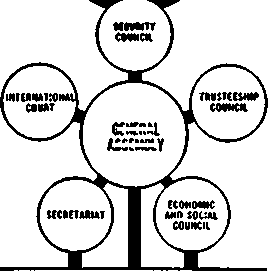 SECURITY
COUNCIL
INTERNATIONAL
COURT
TRUSTEESHIP
COUNCIL
GENERAL
ASSEMBLY
SECRETARIAT
ECONOMIC
AND SOCIAL
COUNCIL